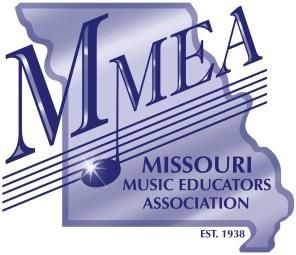 MMEA
MISSOURI
MUSIC EDUCATORS
ASSOCIATION
EST. 1938